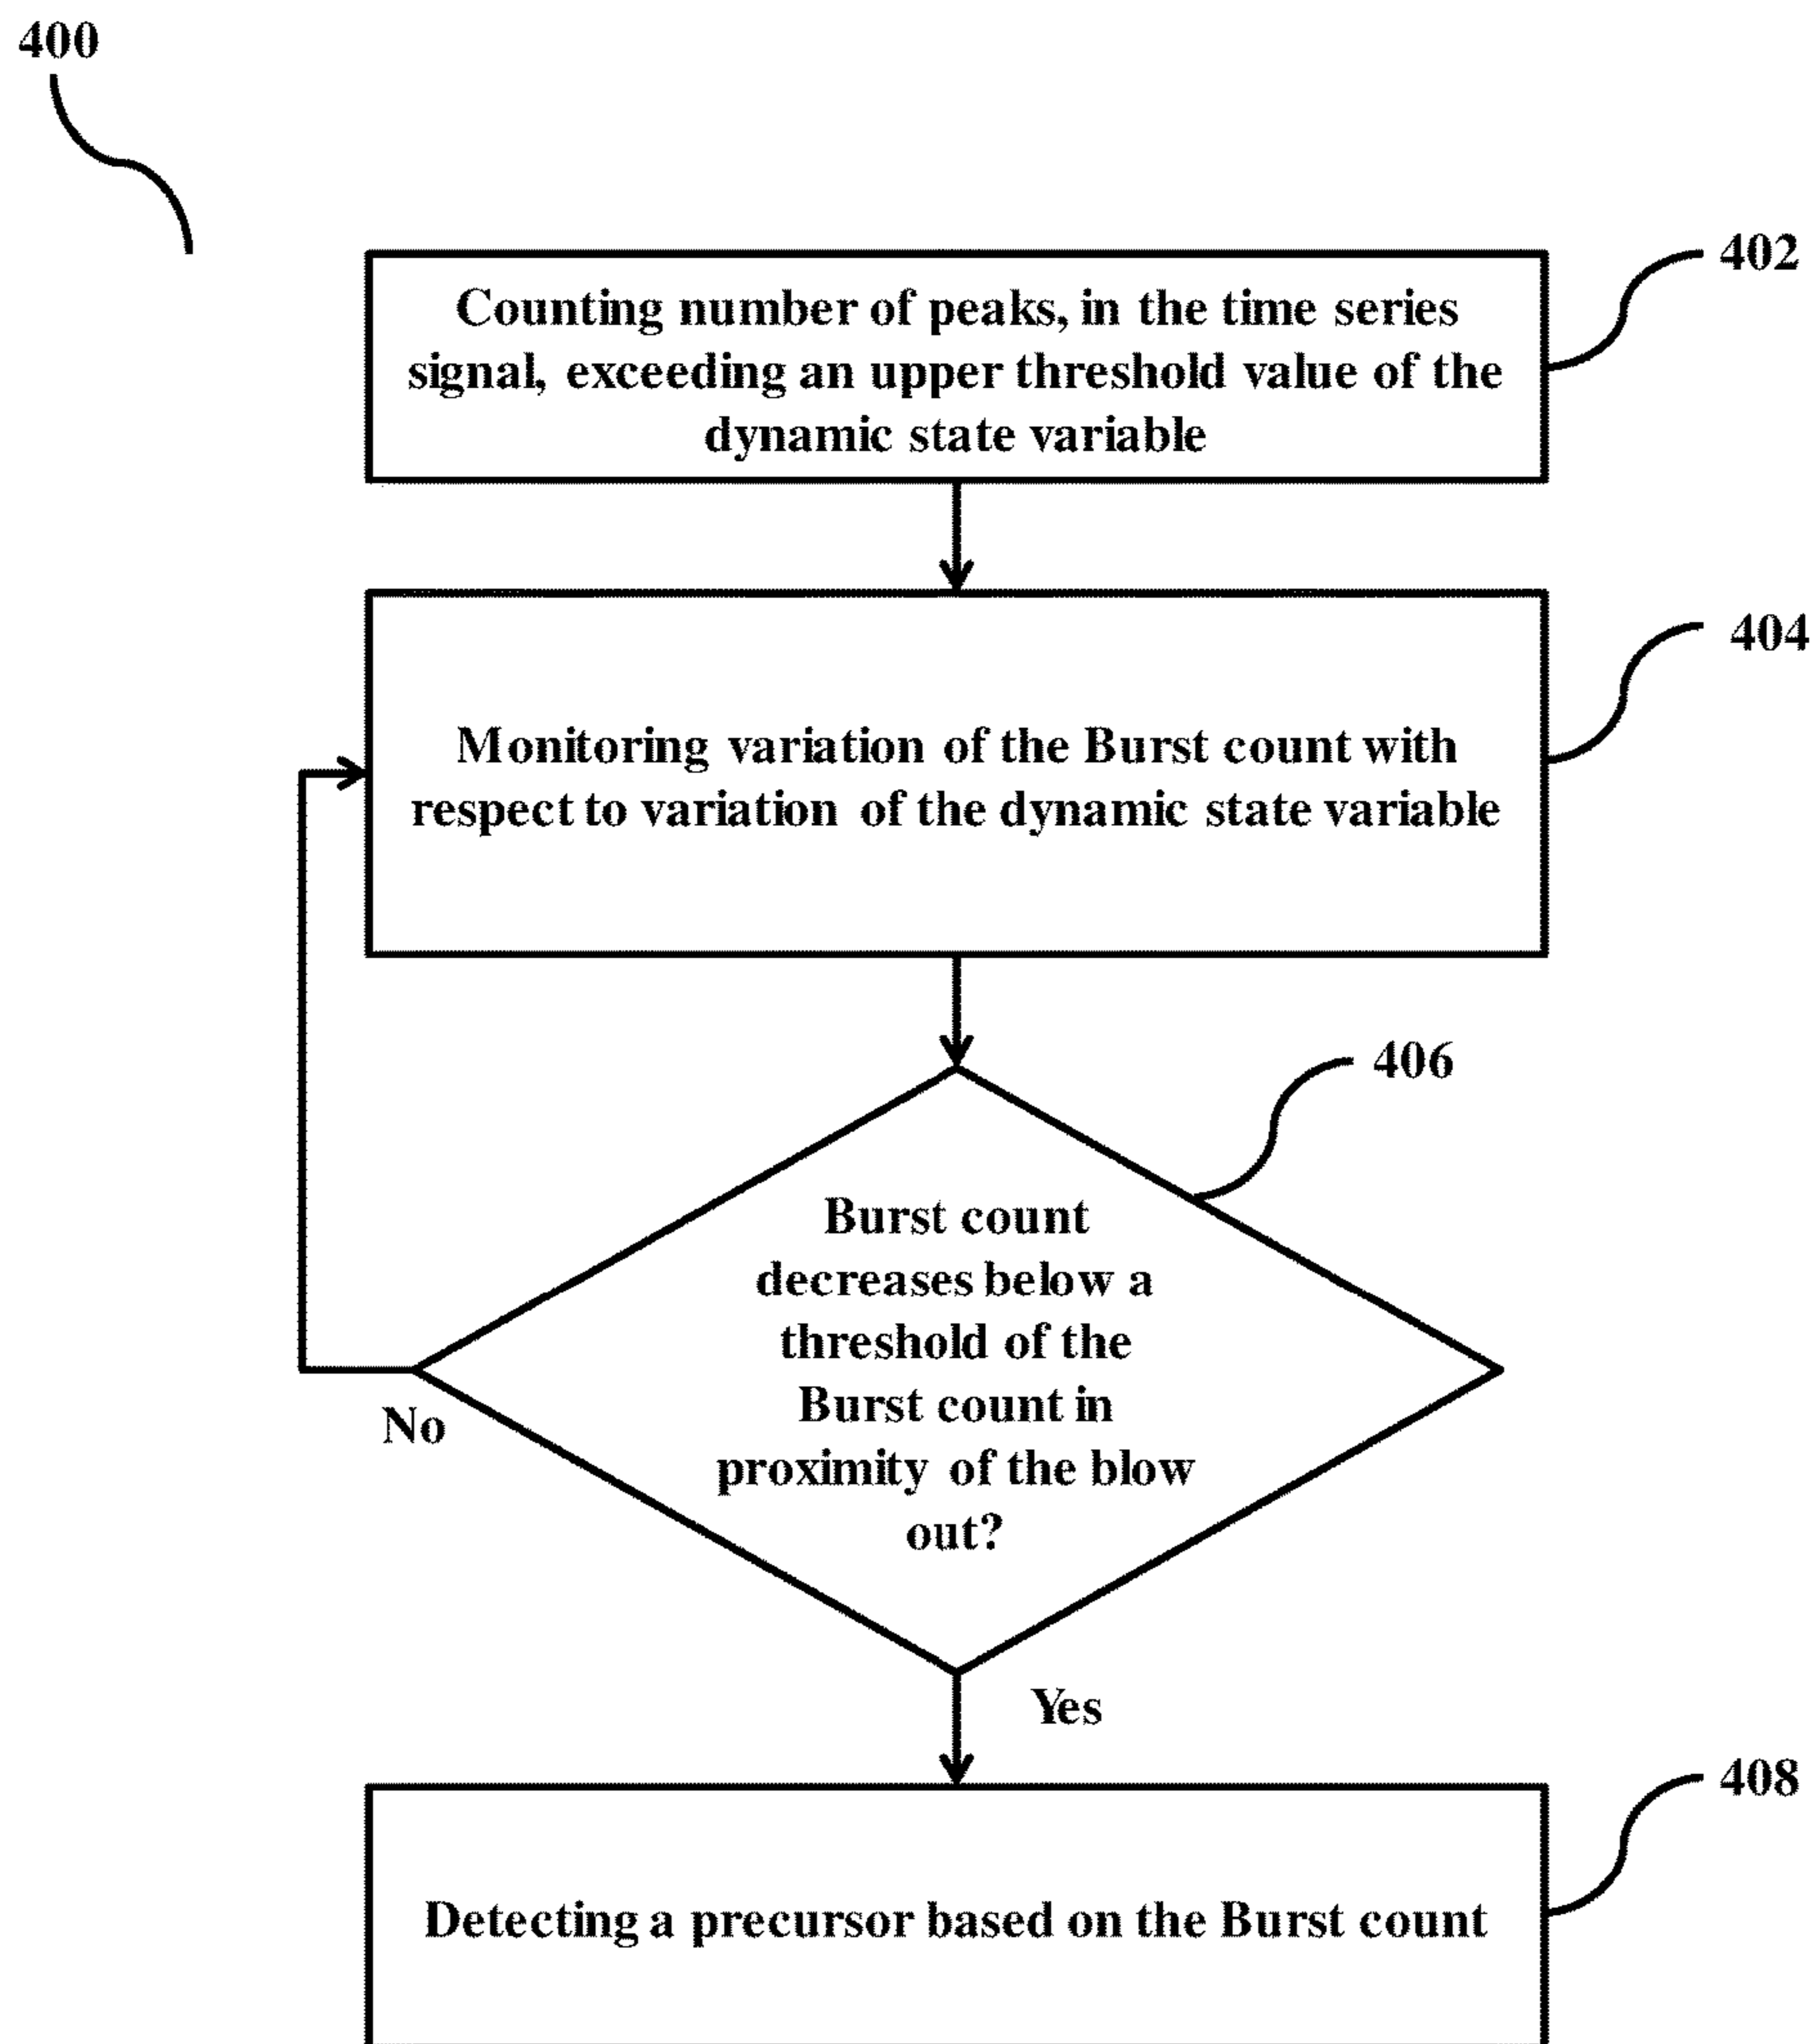 400
402
Counting number of peaks, in the time series
signal, exceeding an upper threshold value of the
dynamic state variable
404
Monitoring variation of the Burst count with
respect to variation of the dynamic state variable
406
Burst count
decreases below a
threshold of the
Burst count in
proximity of the blow
out?
No
Yes
408
Detecting a precursor based on the Burst count